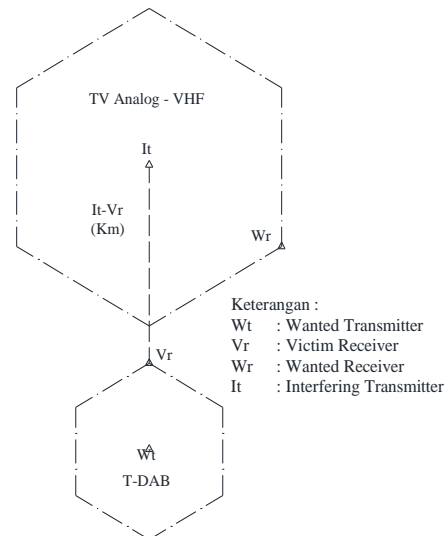 TV Analog - VHF
It
It-Vr
(Km)
Wr
Keterangan :
Wt : Wanted Transmitter
Vr : Victim Receiver
Wr : Wanted Receiver
It : Interfering Transmitter
Vr
Wt
T-DAB